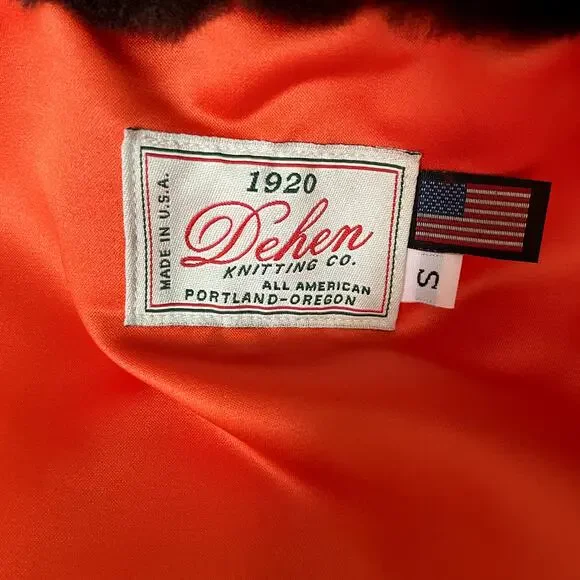 MADE IN U.S.A.
1920
Dehen
KNITTING CO.
ALL AMERICAN
PORTLAND-OREGON
S